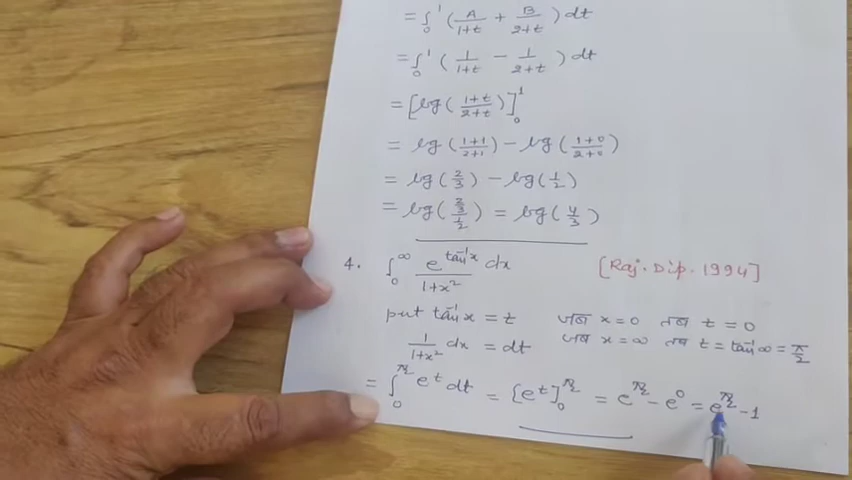 = ∫₀¹ (A/(1+t) + B/(2+t)) dt
= ∫₀¹ (1/(1+t) − 1/(2+t)) dt
= [log((1+t)/(2+t))]₀¹
= log((1+1)/(2+1)) − log((1+0)/(2+0))
= log(2/3) − log(1/2)
= log((2/3)/(1/2)) = log(4/3)
4. ∫₀^∞ e^(tan⁻¹x)/(1+x²) dx [Raj. Dip. 1994]
put tan⁻¹x = t जब x = 0 तब t = 0
1/(1+x²) dx = dt जब x = ∞ तब t = tan⁻¹∞ = π/2
= ∫₀^(π/2) e^t dt = [e^t]₀^(π/2) = e^(π/2) − e⁰ = e^(π/2) − 1